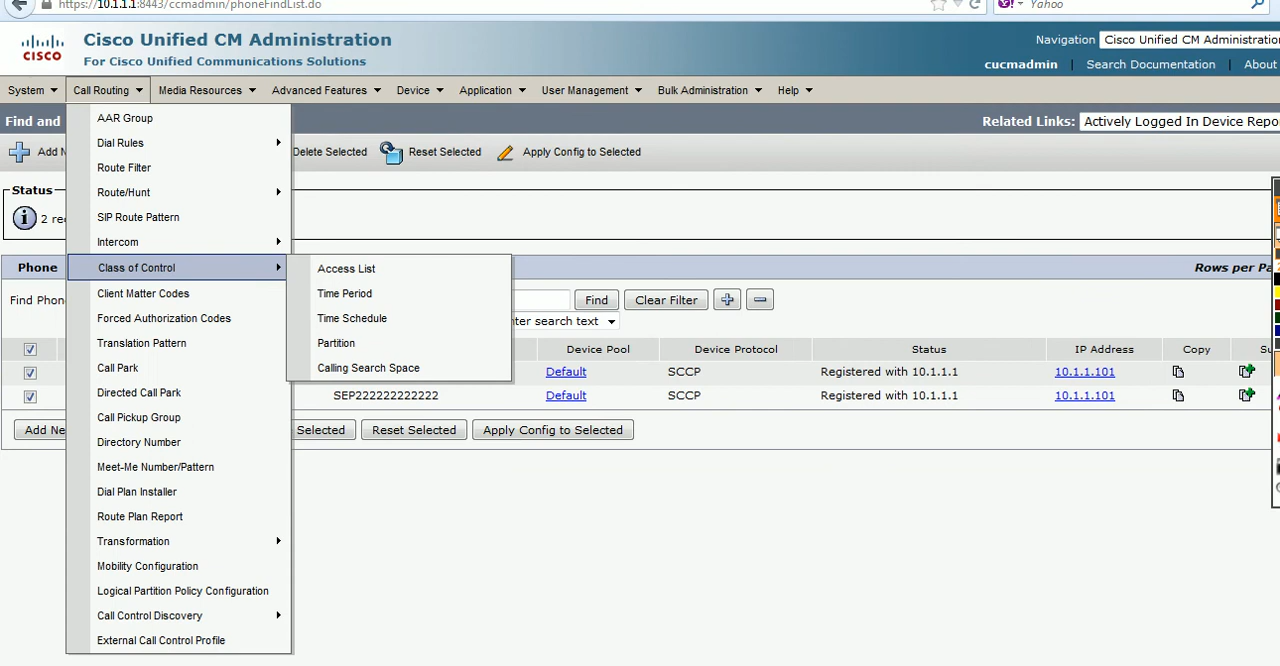 https://10.1.1.1:8443/ccmadmin/phoneFindList.do
Yahoo
CISCO
Cisco Unified CM Administration
For Cisco Unified Communications Solutions
Navigation Cisco Unified CM Administration
cucmadmin | Search Documentation | About
System Call Routing Media Resources Advanced Features Device Application User Management Bulk Administration Help
Find and
Related Links: Actively Logged In Device Repo
Add N
Delete Selected Reset Selected Apply Config to Selected
Status
2 re
AAR Group
Dial Rules
Route Filter
Route/Hunt
SIP Route Pattern
Intercom
Class of Control
Client Matter Codes
Forced Authorization Codes
Translation Pattern
Call Park
Directed Call Park
Call Pickup Group
Directory Number
Meet-Me Number/Pattern
Dial Plan Installer
Route Plan Report
Transformation
Mobility Configuration
Logical Partition Policy Configuration
Call Control Discovery
External Call Control Profile
Access List
Time Period
Time Schedule
Partition
Calling Search Space
Phone
Rows per Pa
Find Phon
Find Clear Filter
nter search text
Device Pool Device Protocol Status IP Address Copy Su
Default SCCP Registered with 10.1.1.1 10.1.1.101
SEP222222222222 Default SCCP Registered with 10.1.1.1 10.1.1.101
Add Ne
Selected Reset Selected Apply Config to Selected